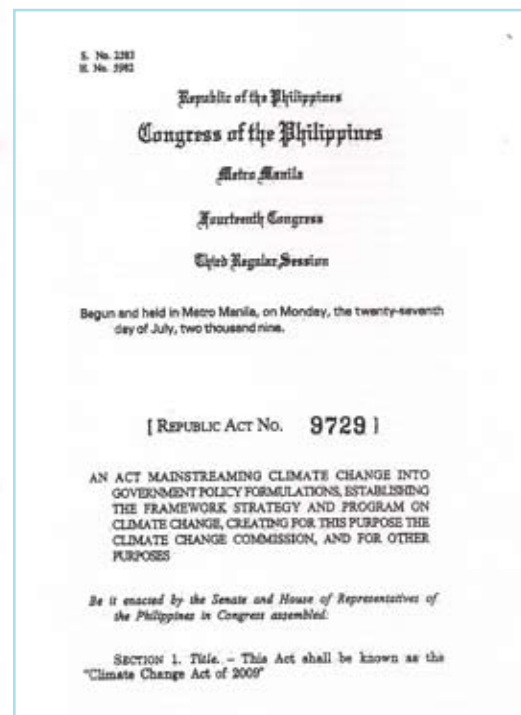 S. No. 2583
H. No. 5982
Republic of the Philippines
Congress of the Philippines
Metro Manila
Fourteenth Congress
Third Regular Session
Begun and held in Metro Manila, on Monday, the twenty-seventh
day of July, two thousand nine.
[ REPUBLIC ACT NO. 9729 ]
AN ACT MAINSTREAMING CLIMATE CHANGE INTO
GOVERNMENT POLICY FORMULATIONS, ESTABLISHING
THE FRAMEWORK STRATEGY AND PROGRAM ON
CLIMATE CHANGE, CREATING FOR THIS PURPOSE THE
CLIMATE CHANGE COMMISSION, AND FOR OTHER
PURPOSES
Be it enacted by the Senate and House of Representatives of
the Philippines in Congress assembled:
SECTION 1. Title. – This Act shall be known as the
"Climate Change Act of 2009"